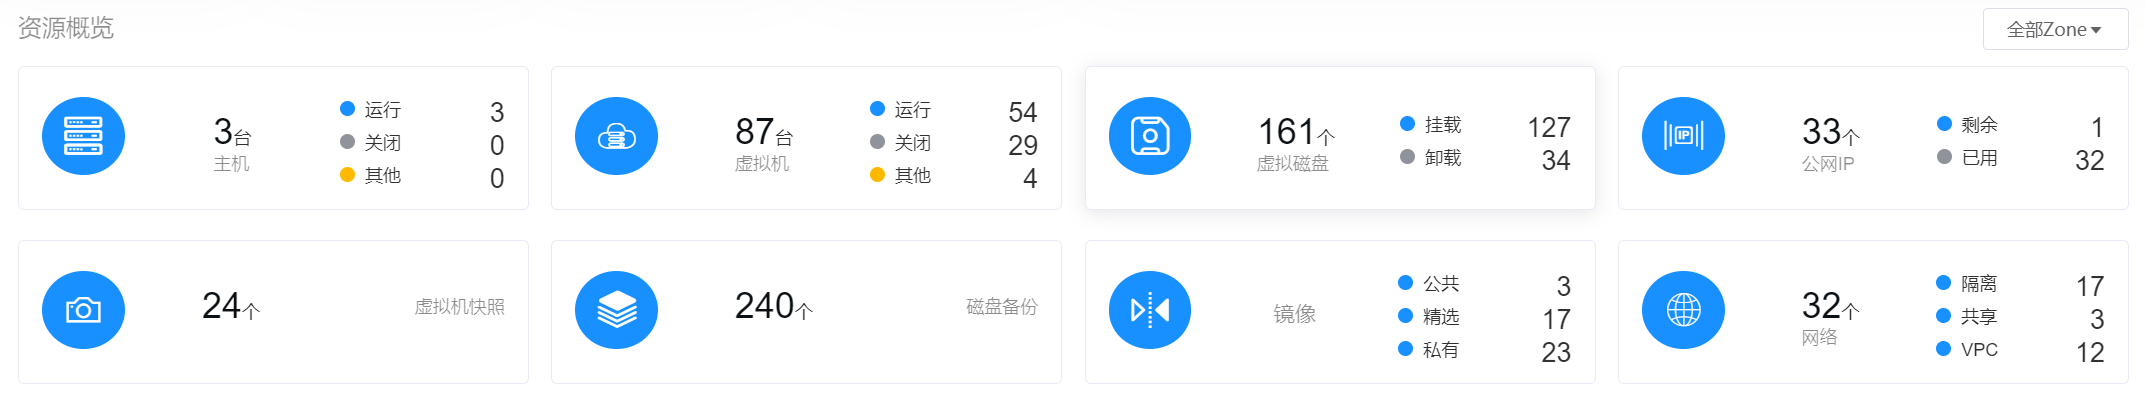 资源概览
全部Zone
3台
主机
运行 3
关闭 0
其他 0
87台
虚拟机
运行 54
关闭 29
其他 4
161个
虚拟磁盘
挂载 127
卸载 34
IP
33个
公网IP
剩余 1
已用 32
24个
虚拟机快照
240个
磁盘备份
镜像
公共 3
精选 17
私有 23
32个
网络
隔离 17
共享 3
VPC 12